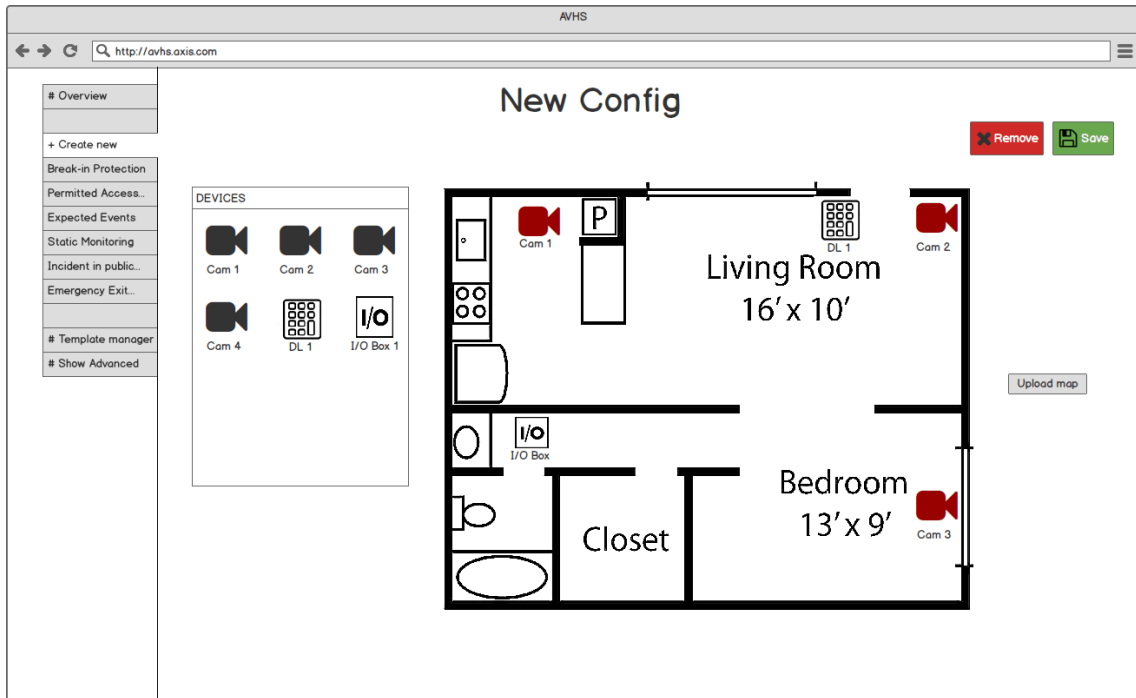 AVHS
http://avhs.axis.com
# Overview
+ Create new
Break-in Protection
Permitted Access...
Expected Events
Static Monitoring
Incident in public...
Emergency Exit...
# Template manager
# Show Advanced
New Config
Remove
Save
DEVICES
Cam 1
Cam 2
Cam 3
Cam 4
DL 1
I/O
I/O Box 1
Cam 1
P
DL 1
Cam 2
Living Room
16' x 10'
I/O
I/O Box
Bedroom
13' x 9'
Cam 3
Closet
Upload map